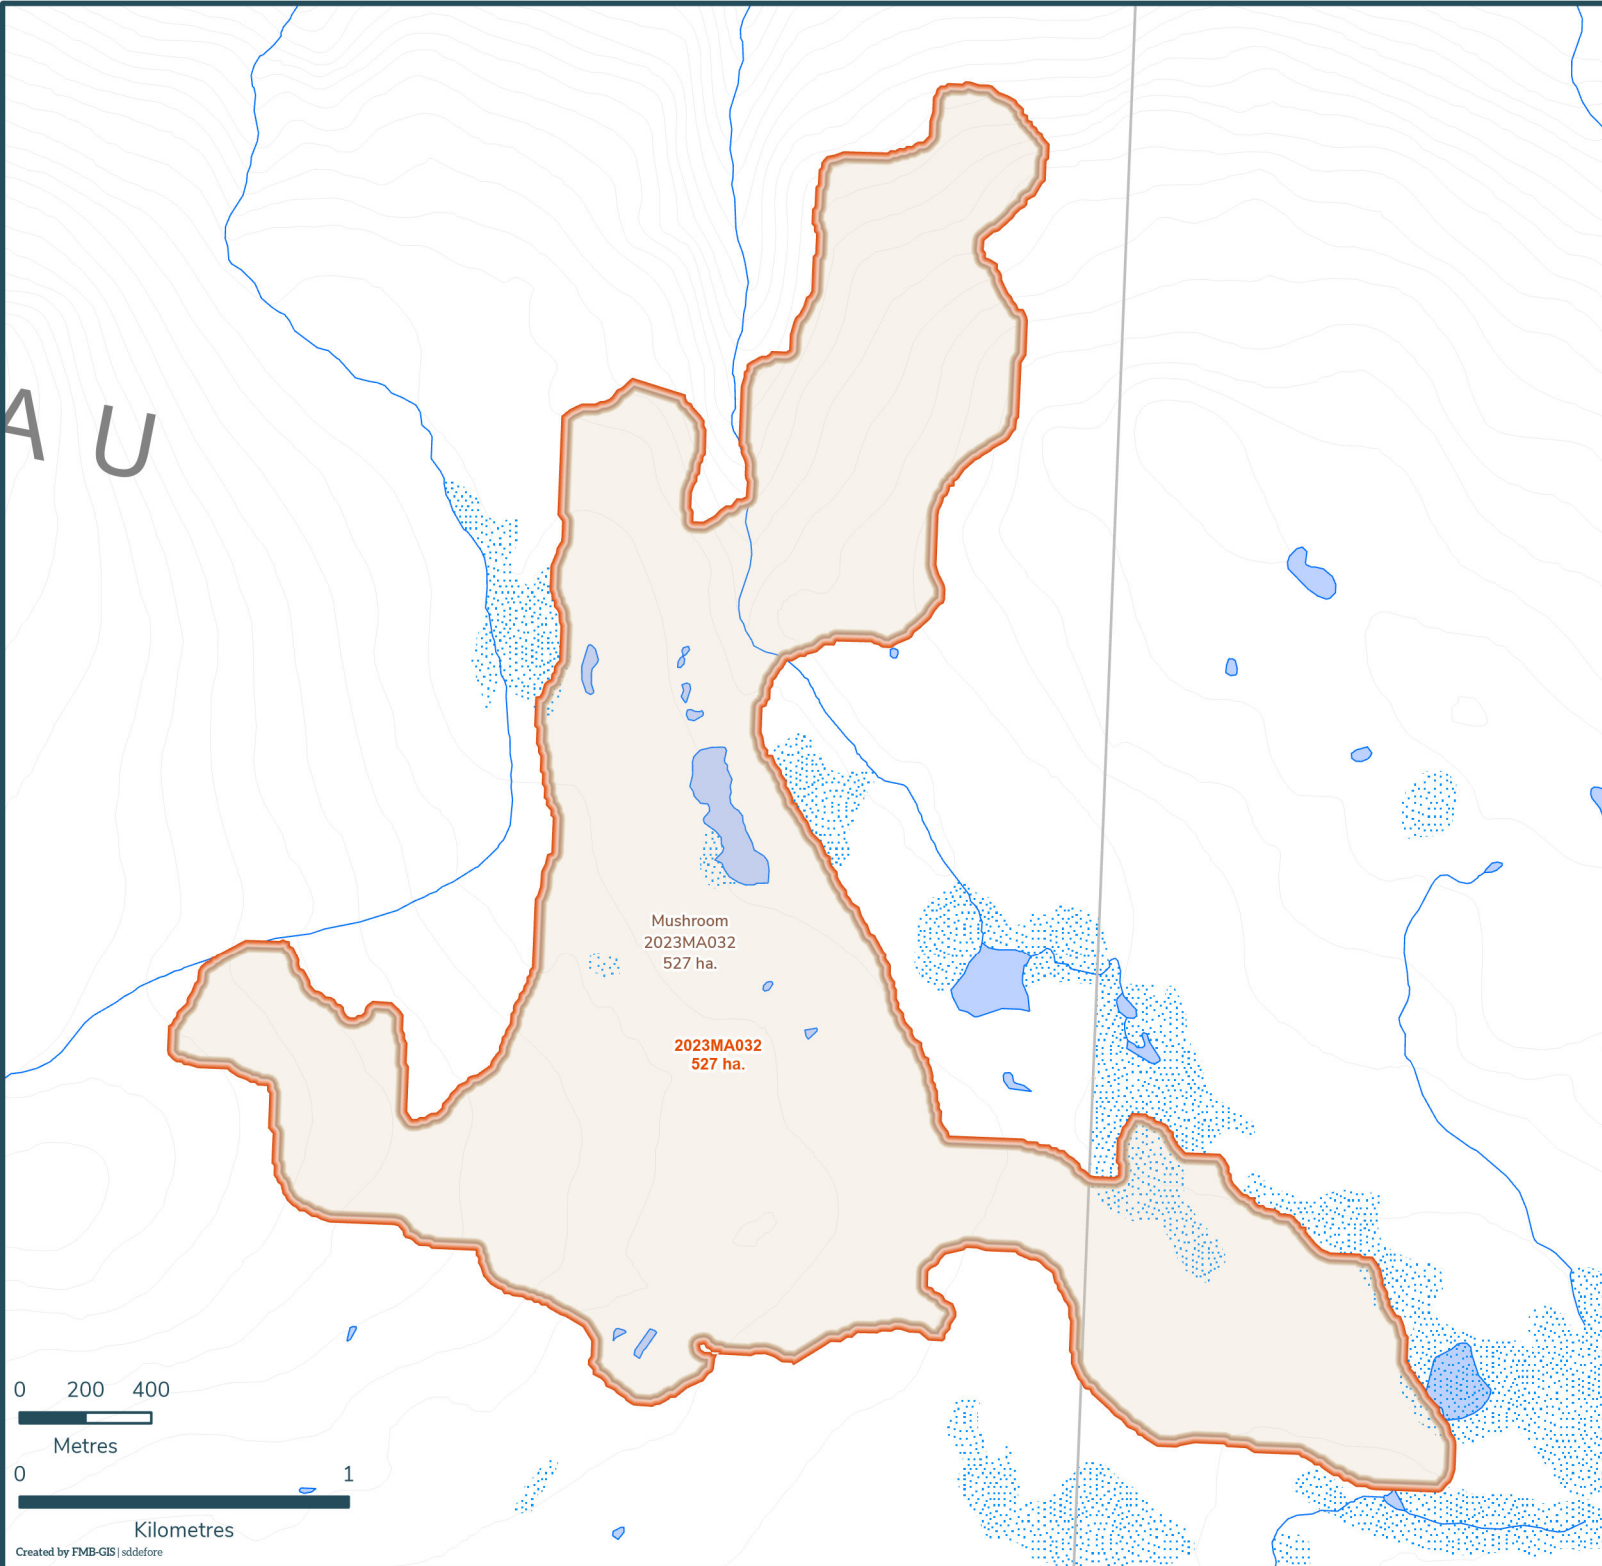 A U
Mushroom
2023MA032
527 ha.
2023MA032
527 ha.
0 200 400
Metres
0 1
Kilometres
Created by FMB-GIS | sddefore